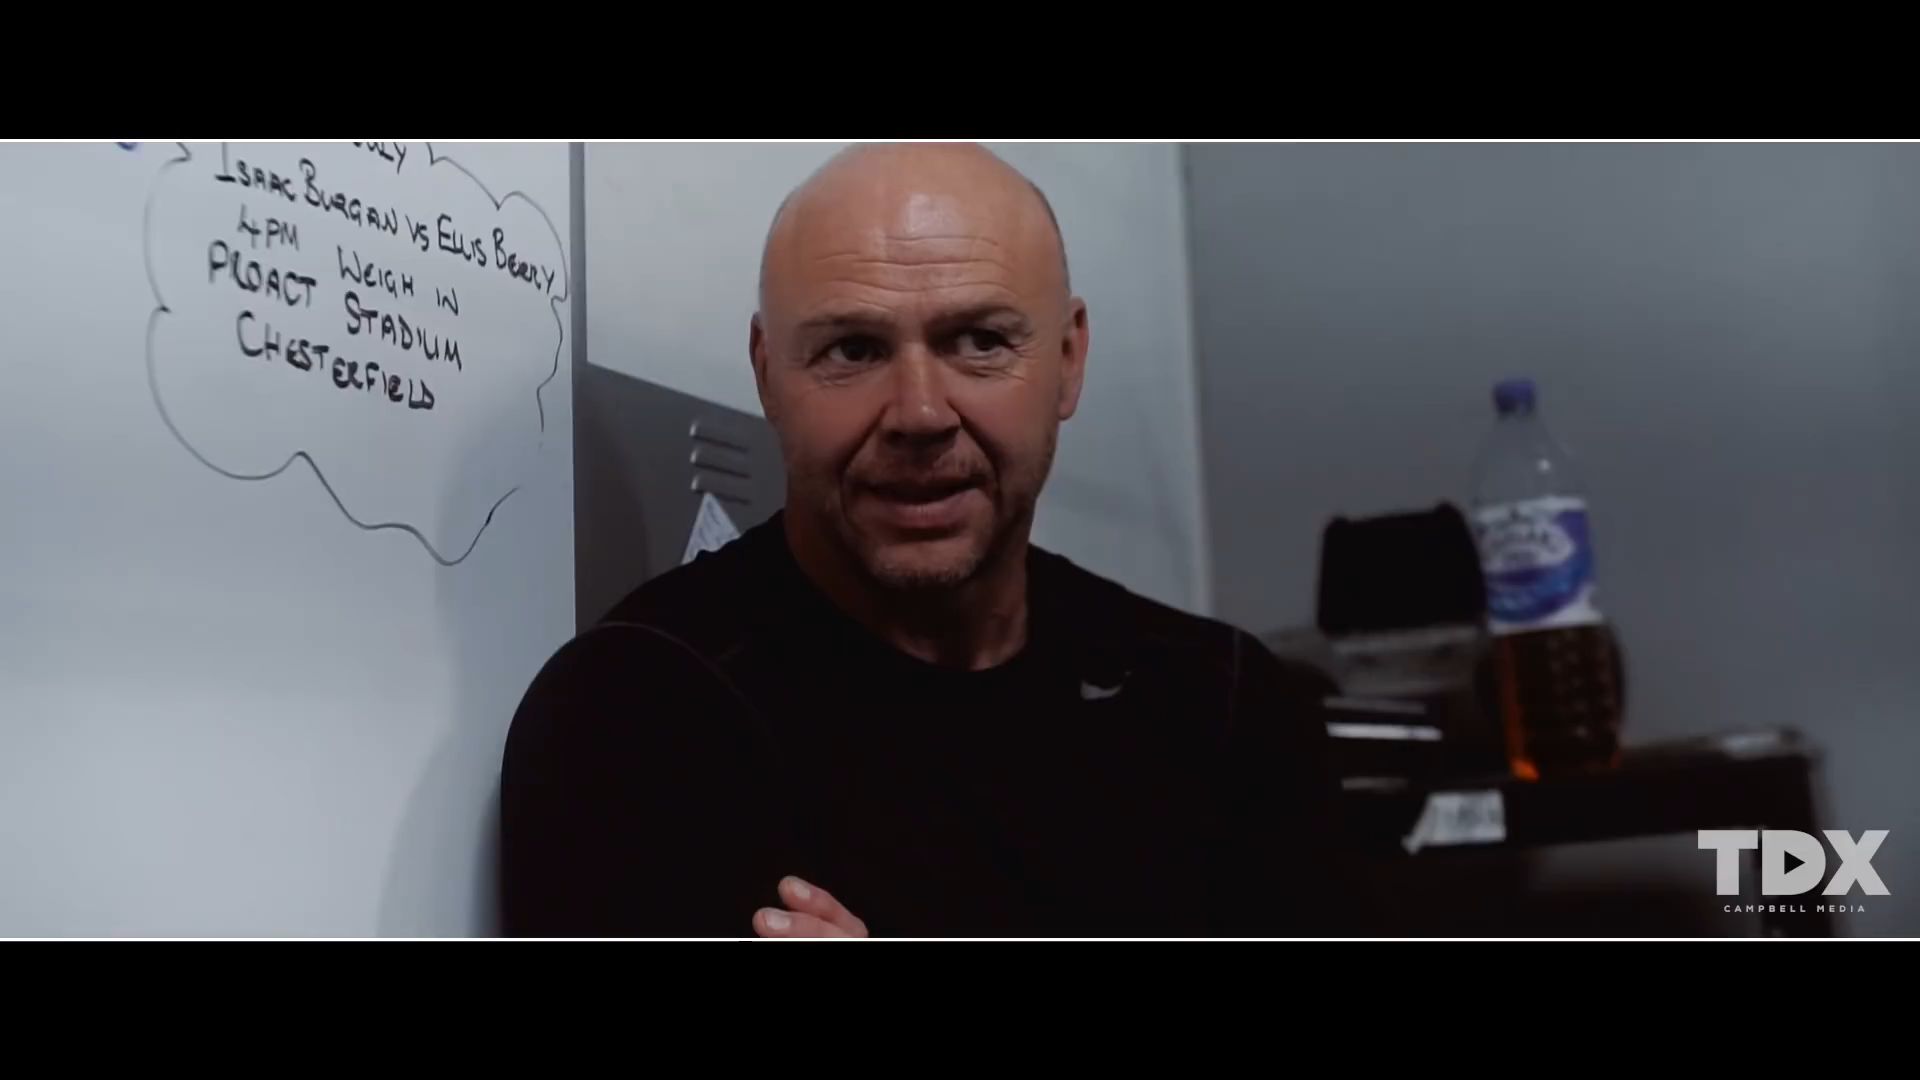 ISAAC BURGAN VS ELLIS BERRY
4PM WEIGH IN
PROACT STADIUM
CHESTERFIELD
TDX
CAMPBELL MEDIA